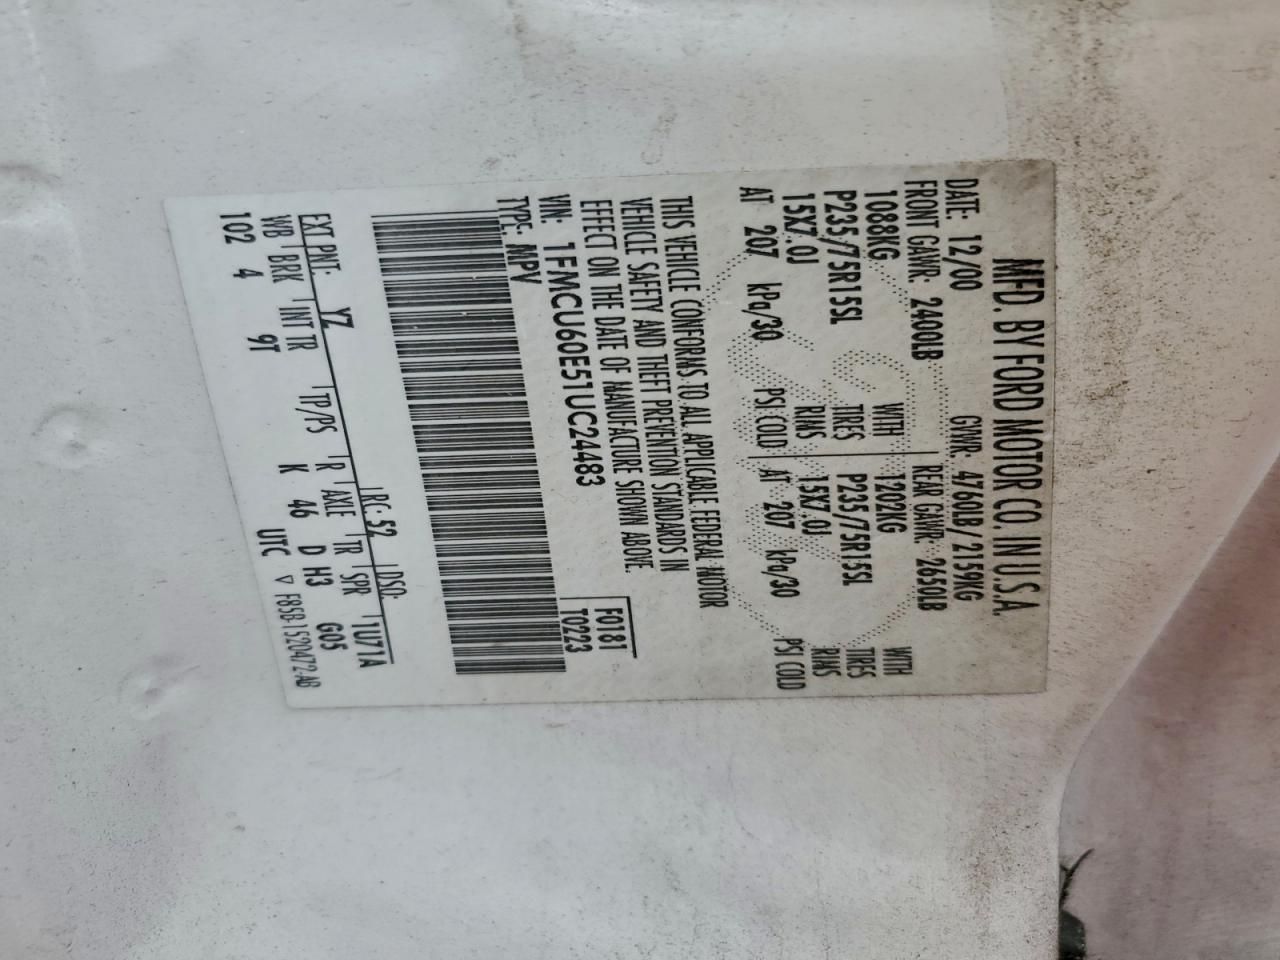 MFD. BY FORD MOTOR CO. IN U.S.A.
DATE: 12/00 GVWR: 4760LB/2159KG
FRONT GAWR: 2400LB REAR GAWR: 2650LB
1088KG WITH 1202KG WITH
P235/75R15SL TIRES P235/75R15SL TIRES
15X7.0J RIMS 15X7.0J RIMS
AT 207 kPa/30 PSI COLD AT 207 kPa/30 PSI COLD
THIS VEHICLE CONFORMS TO ALL APPLICABLE FEDERAL MOTOR
VEHICLE SAFETY AND THEFT PREVENTION STANDARDS IN
EFFECT ON THE DATE OF MANUFACTURE SHOWN ABOVE.
VIN: 1FMCU60E51UC24483 F0181
TYPE: MPV T0223
EXT PNT: YZ RC: 52 DSO: 1U71A
WB BRK INT TR TP/PS R AXLE TR SPR
102 4 9T K 46 D H3 G05
UTC ▽ F85B-1520472-AB